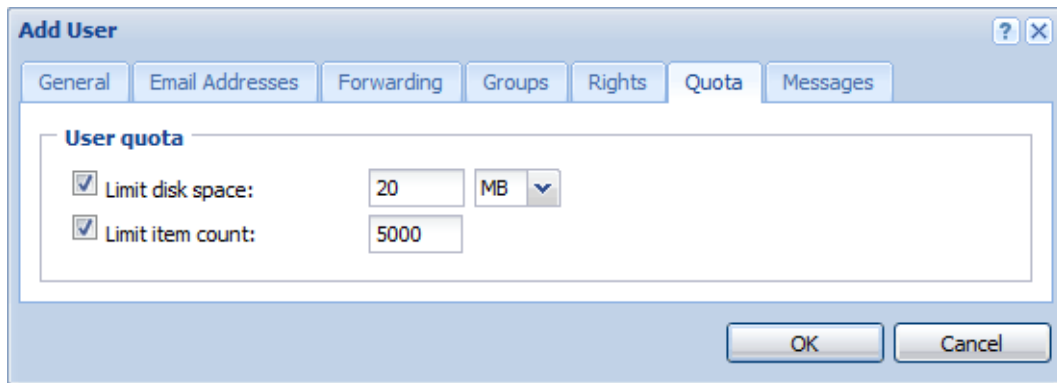 Add User ?
General Email Addresses Forwarding Groups Rights Quota Messages
User quota
Limit disk space: 20 MB
Limit item count: 5000
OK Cancel